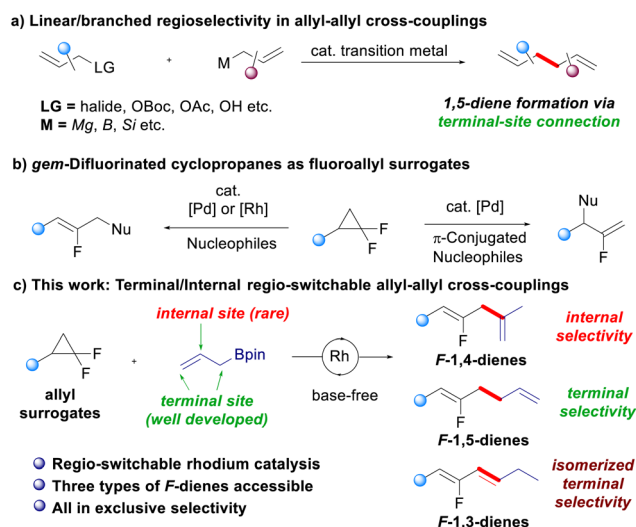 a) Linear/branched regioselectivity in allyl-allyl cross-couplings
LG
+
M
cat. transition metal
LG = halide, OBoc, OAc, OH etc.
M = Mg, B, Si etc.
1,5-diene formation via
terminal-site connection
b) gem-Difluorinated cyclopropanes as fluoroallyl surrogates
Nu
F
cat.
[Pd] or [Rh]
Nucleophiles
F
F
cat. [Pd]
π-Conjugated
Nucleophiles
Nu
F
c) This work: Terminal/Internal regio-switchable allyl-allyl cross-couplings
F
F
allyl
surrogates
+
internal site (rare)
Bpin
terminal site
(well developed)
Rh
base-free
F
F-1,4-dienes
internal
selectivity
F
F-1,5-dienes
terminal
selectivity
F
F-1,3-dienes
isomerized
terminal
selectivity
Regio-switchable rhodium catalysis
Three types of F-dienes accessible
All in exclusive selectivity